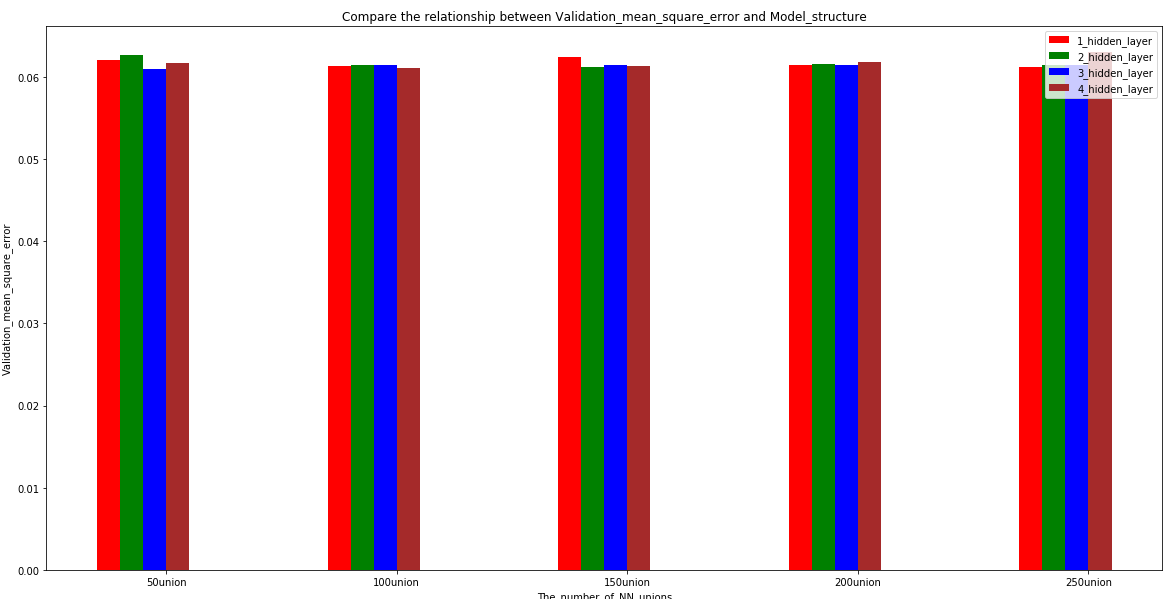 Compare the relationship between Validation_mean_square_error and Model_structure
1_hidden_layer
2_hidden_layer
3_hidden_layer
4_hidden_layer
Validation_mean_square_error
0.06
0.05
0.04
0.03
0.02
0.01
0.00
50union
100union
150union
200union
250union
The_number_of_NN_unions